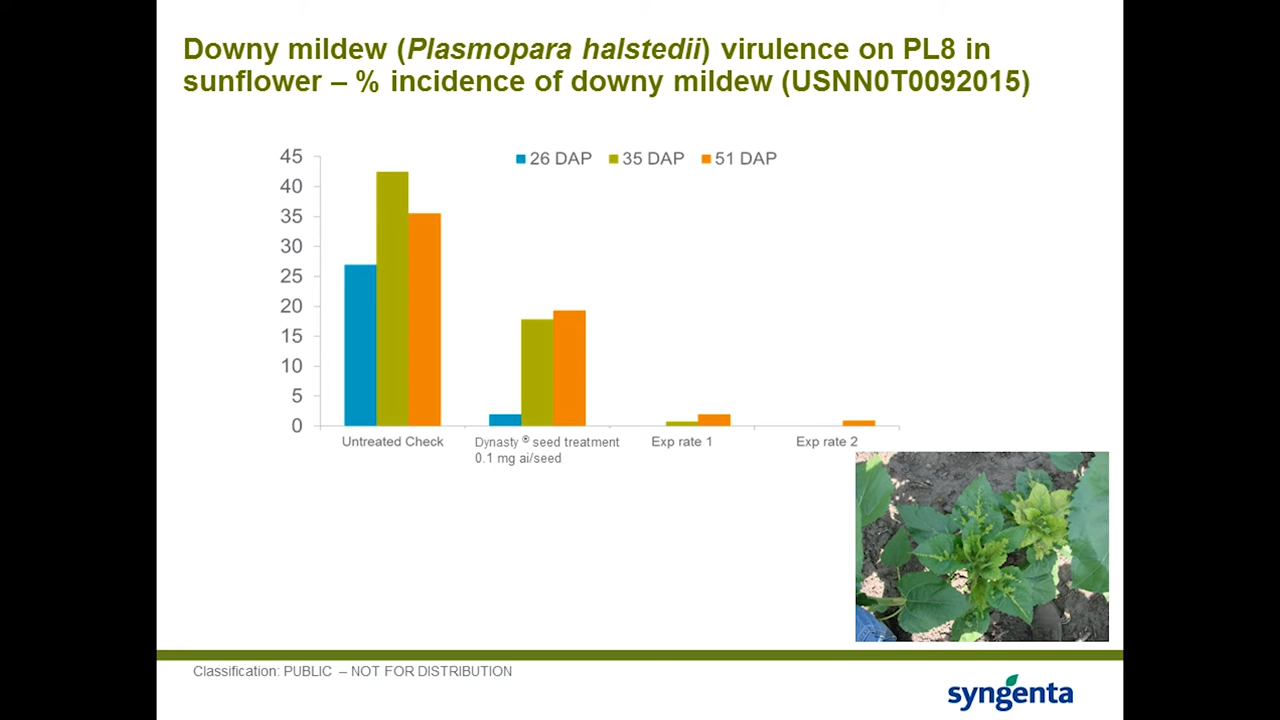 Downy mildew (Plasmopara halstedii) virulence on PL8 in
sunflower – % incidence of downy mildew (USNN0T0092015)
26 DAP 35 DAP 51 DAP
45
40
35
30
25
20
15
10
5
0
Untreated Check
Dynasty ® seed treatment
0.1 mg ai/seed
Exp rate 1
Exp rate 2
Classification: PUBLIC – NOT FOR DISTRIBUTION
syngenta